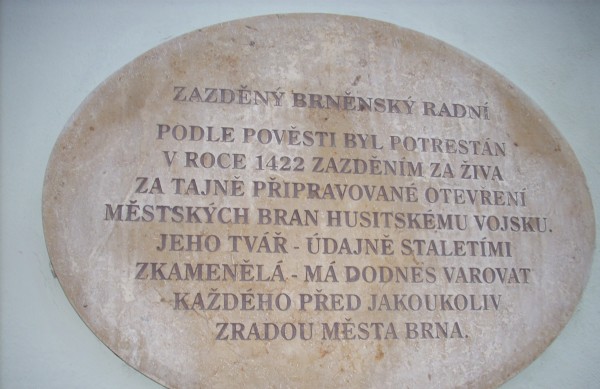 ZAZDĚNÝ BRNĚNSKÝ RADNÍ
PODLE POVĚSTI BYL POTRESTÁN
V ROCE 1422 ZAZDĚNÍM ZA ŽIVA
ZA TAJNĚ PŘIPRAVOVANÉ OTEVŘENÍ
MĚSTSKÝCH BRAN HUSITSKÉMU VOJSKU.
JEHO TVÁŘ - ÚDAJNĚ STALETÍMI
ZKAMENĚLÁ - MÁ DODNES VAROVAT
KAŽDÉHO PŘED JAKOUKOLIV
ZRADOU MĚSTA BRNA.